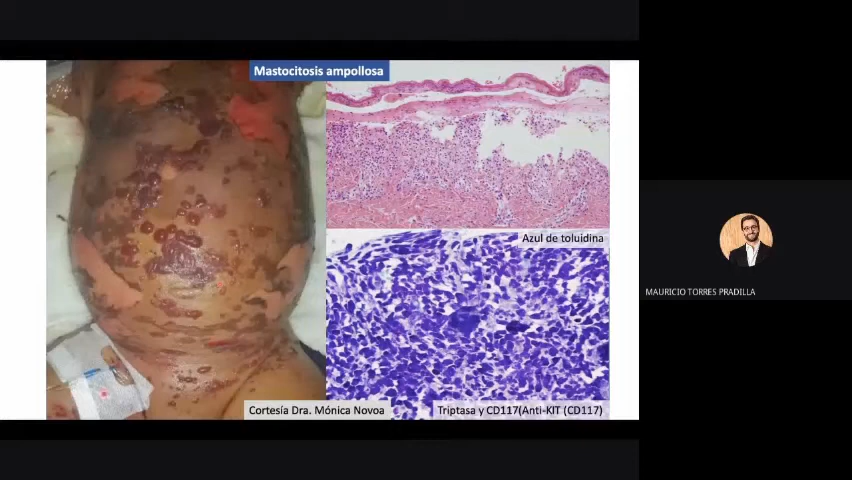 Mastocitosis ampollosa
Azul de toluidina
MAURICIO TORRES PRADILLA
Cortesía Dra. Mónica Novoa
Triptasa y CD117(Anti-KIT (CD117)